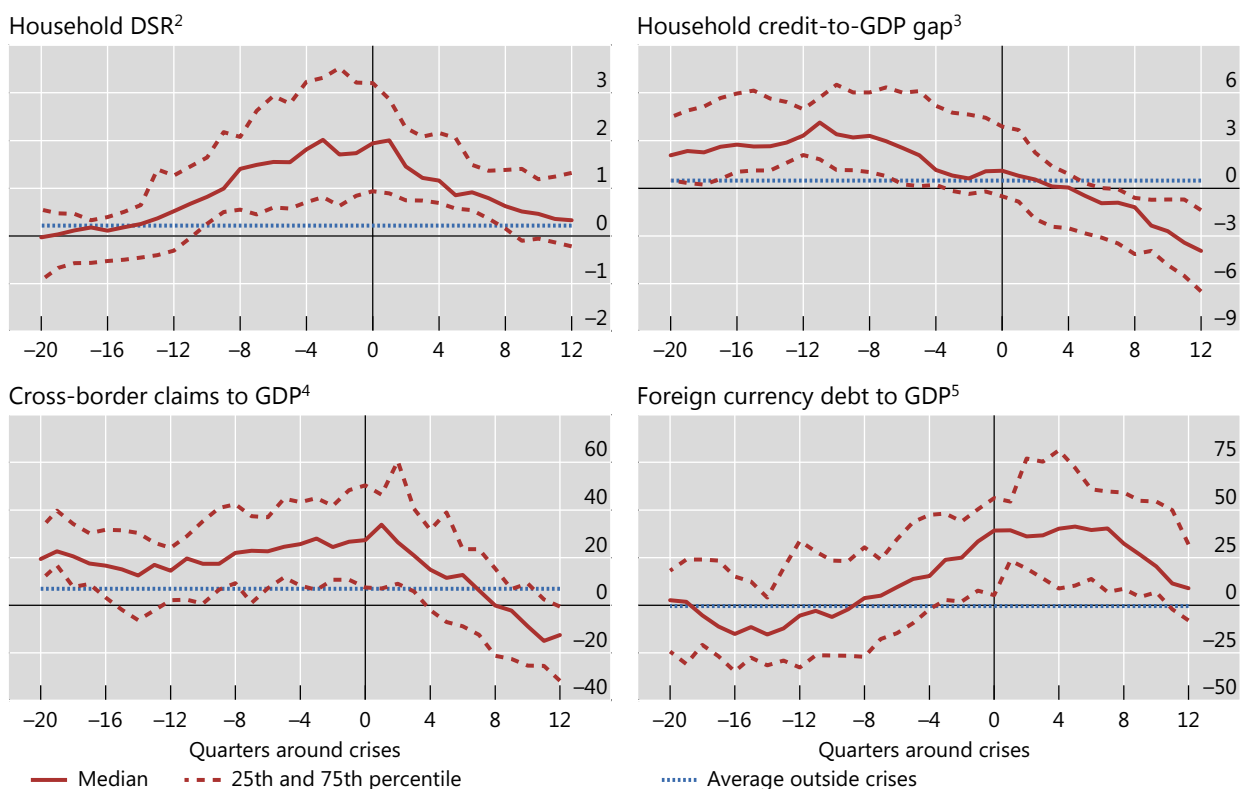 Household DSR2
3
2
1
0
–1
–2
–20 –16 –12 –8 –4 0 4 8 12
Household credit-to-GDP gap3
6
3
0
–3
–6
–9
–20 –16 –12 –8 –4 0 4 8 12
Cross-border claims to GDP4
60
40
20
0
–20
–40
–20 –16 –12 –8 –4 0 4 8 12
Quarters around crises
Foreign currency debt to GDP5
75
50
25
0
–25
–50
–20 –16 –12 –8 –4 0 4 8 12
Quarters around crises
Median 25th and 75th percentile Average outside crises